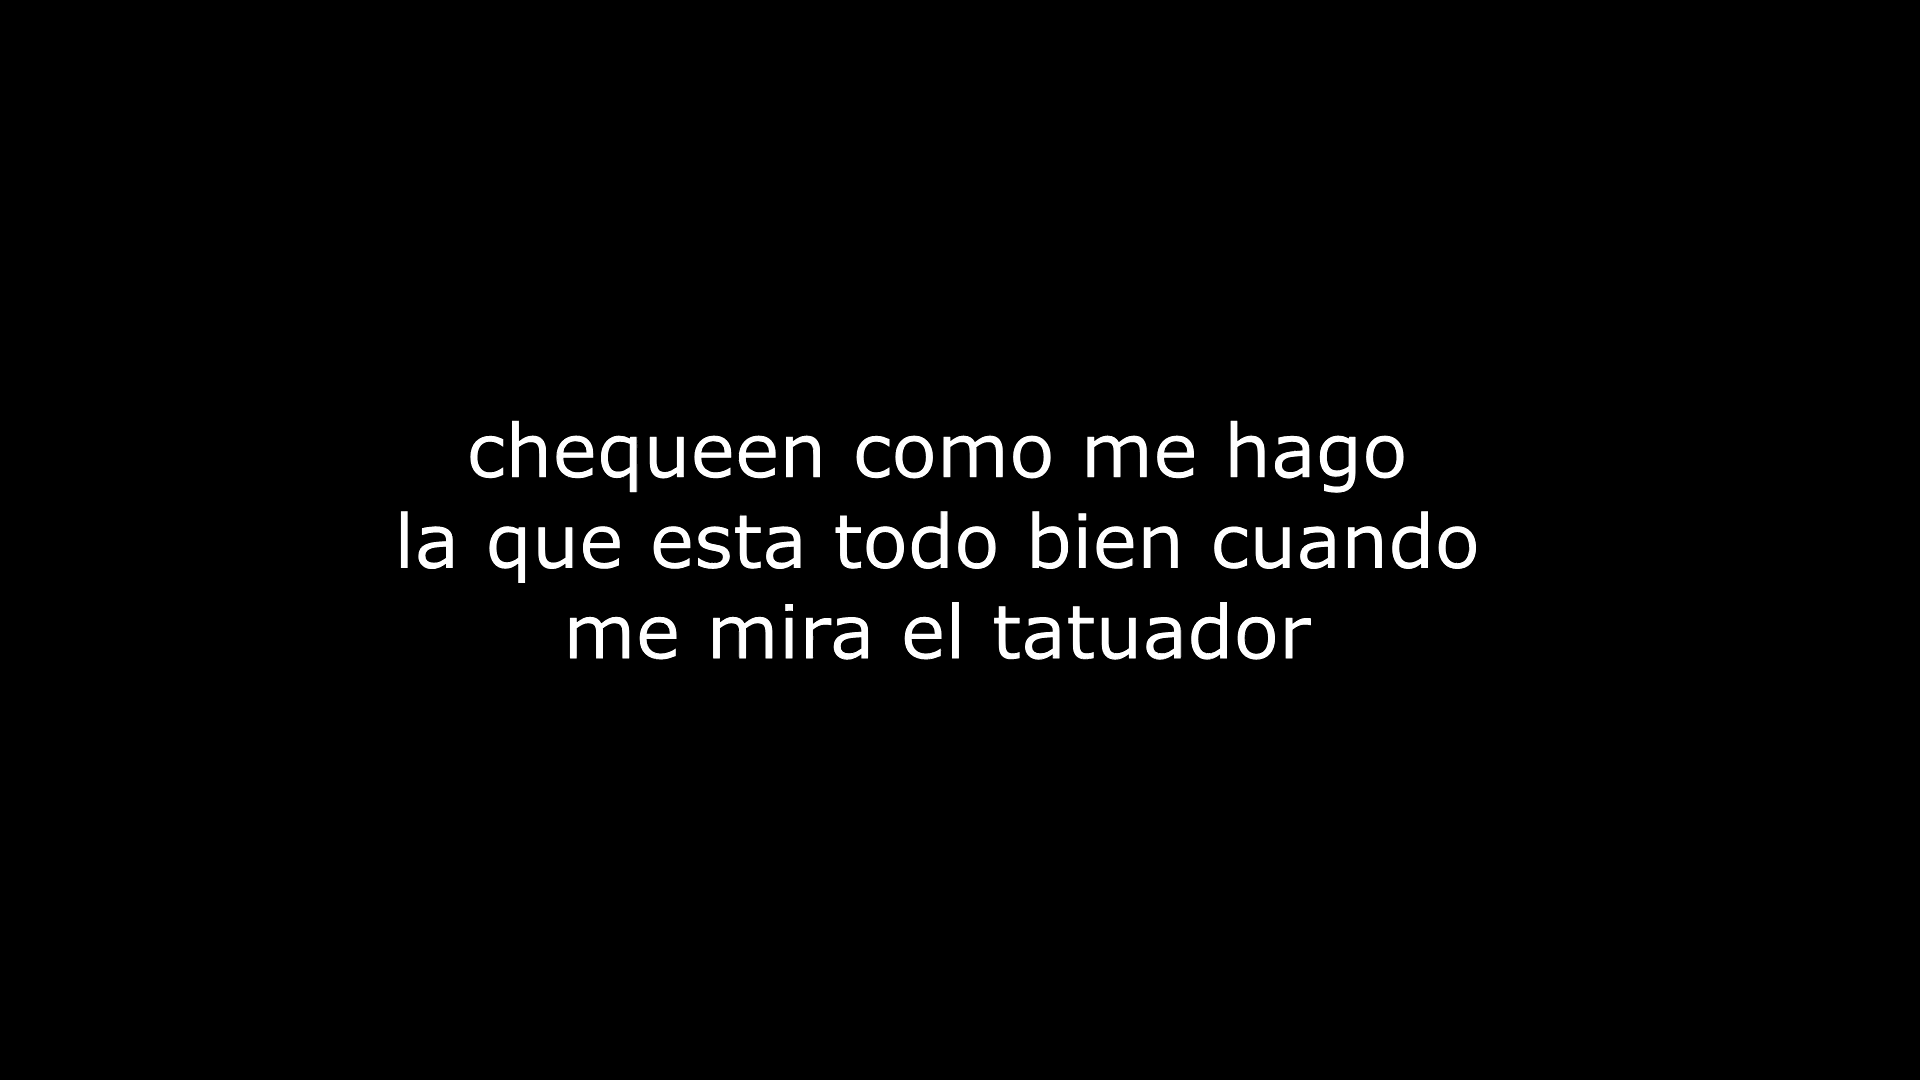 chequeen como me hago
la que esta todo bien cuando
me mira el tatuador